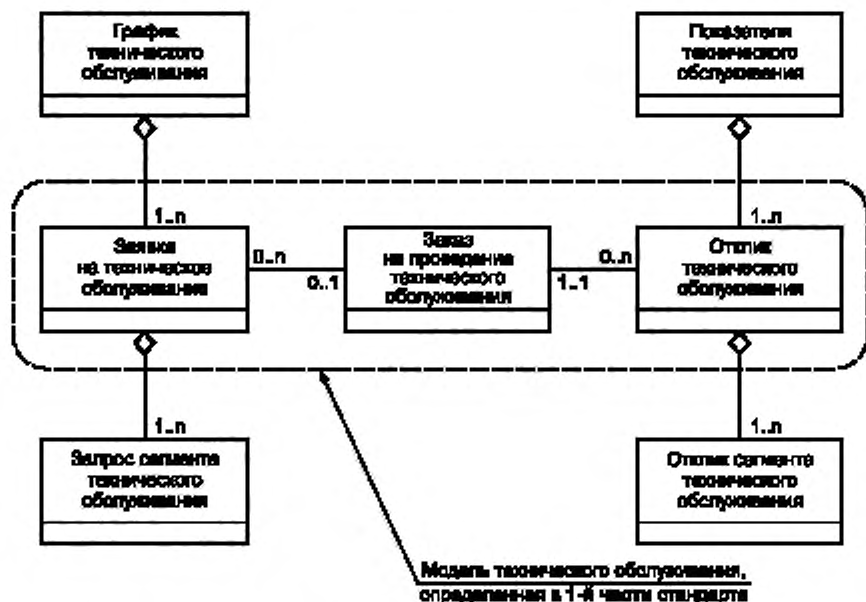 График
технического
обслуживания
Показатели
технического
обслуживания
1..n
1..n
Заявка
на техническое
обслуживания
0..n
0..1
Заказ
на проведение
технического
обслуживания
0..n
1..1
Отклик
технического
обслуживания
1..n
1..n
Запрос сегмента
технического
обслуживания
Отклик сегмента
технического
обслуживания
Модель технического обслуживания,
определенная в 1-й части стандарта